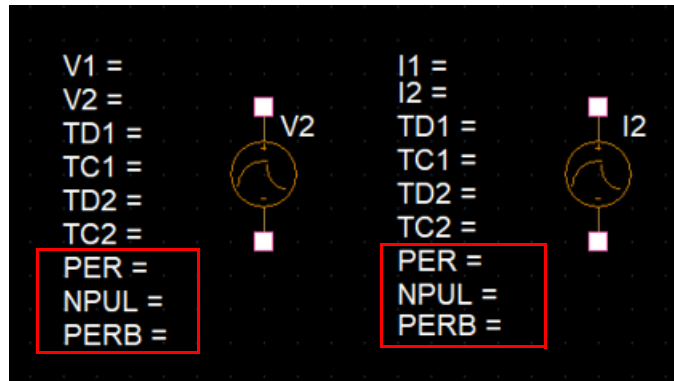 V1 =
V2 =
TD1 =
TC1 =
TD2 =
TC2 =
PER =
NPUL =
PERB =
V2
I1 =
I2 =
TD1 =
TC1 =
TD2 =
TC2 =
PER =
NPUL =
PERB =
I2